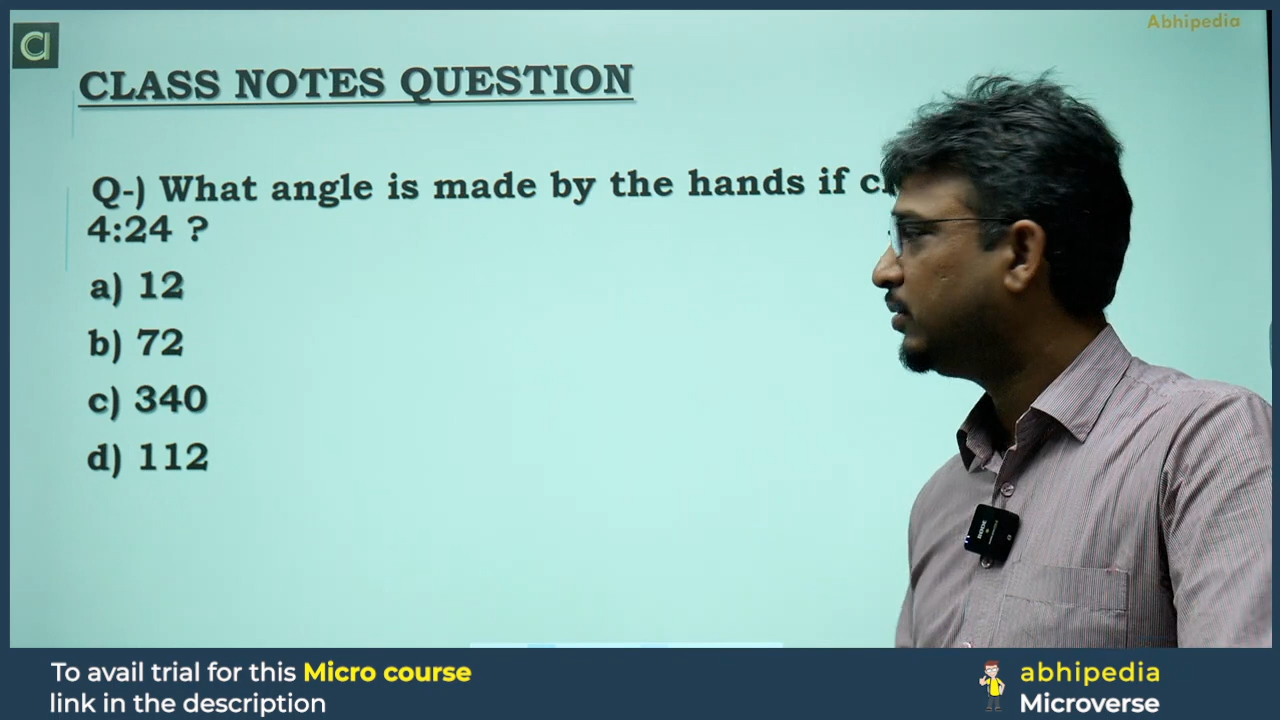 a
Abhipedia
CLASS NOTES QUESTION
Q-) What angle is made by the hands if
4:24 ?
a) 12
b) 72
c) 340
d) 112
To avail trial for this Micro course
link in the description
abhipedia
Microverse